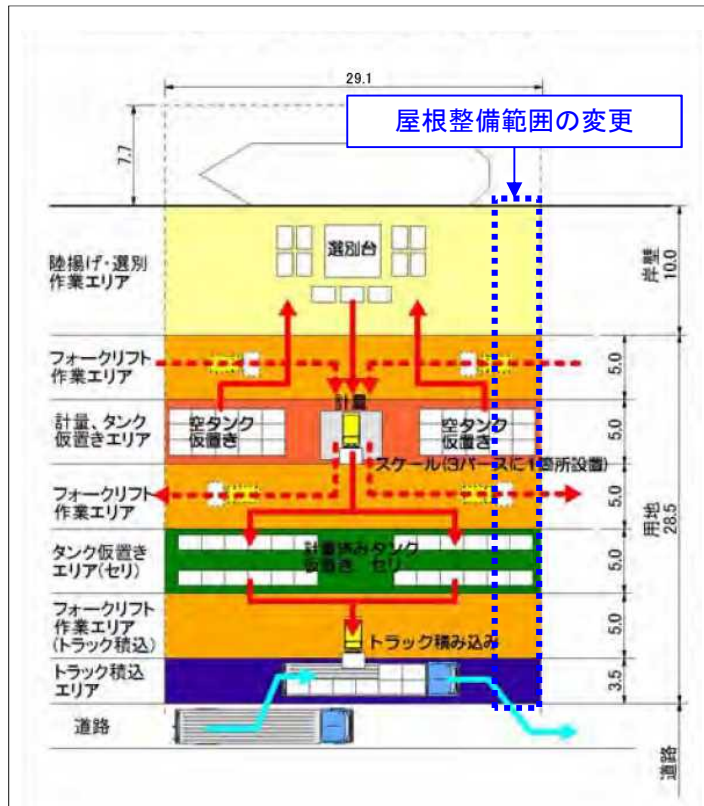 29.1
屋根整備範囲の変更
7.7
選別台
陸揚げ・選別
作業エリア
岸壁
10.0
フォークリフト
作業エリア
5.0
計量
計量、タンク
仮置きエリア
空タンク
仮置き
空タンク
仮置き
5.0
スケール(3バースに1箇所設置)
フォークリフト
作業エリア
5.0
用地
28.5
タンク仮置き
エリア(セリ)
計量済みタンク
仮置き セリ
5.0
フォークリフト
作業エリア
(トラック積込)
トラック積み込み
5.0
トラック積込
エリア
3.5
道路
道路